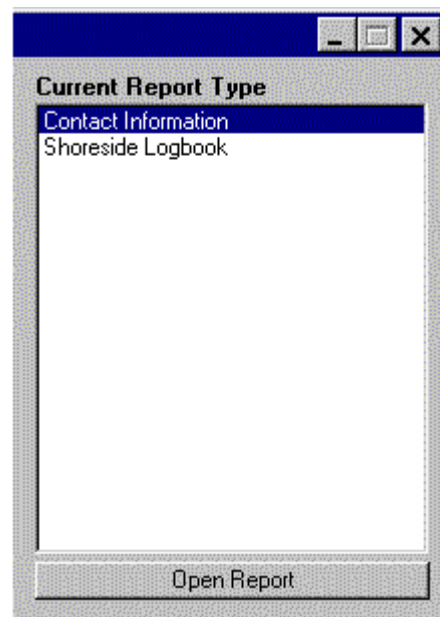 Current Report Type
Contact Information
Shoreside Logbook
Open Report